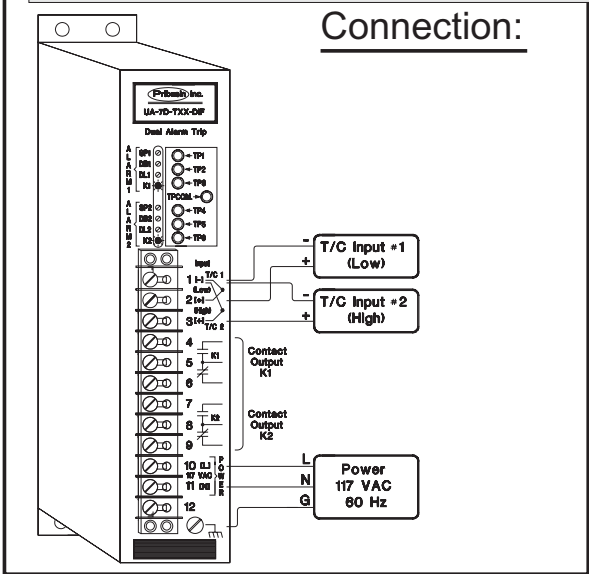 Connection:
Pribusin Inc.
UA-7D-TXX-DIF
Dual Alarm Trip
ALARM 1
SP1
DB1
DL1
K1
TP1
TP2
TP3
TPCOM.
ALARM 2
SP2
DB2
DL2
K2
TP4
TP5
TP6
Input
1 [-] T/C 1
(Low)
2 [+]
(High)
3 [+] T/C 2
- T/C Input #1
+ (Low)
- T/C Input #2
+ (High)
4
5 K1
6
Contact
Output
K1
7
8 K2
9
Contact
Output
K2
10 [L]
117 VAC
11 [N]
POWER
12
L
N
G
Power
117 VAC
60 Hz